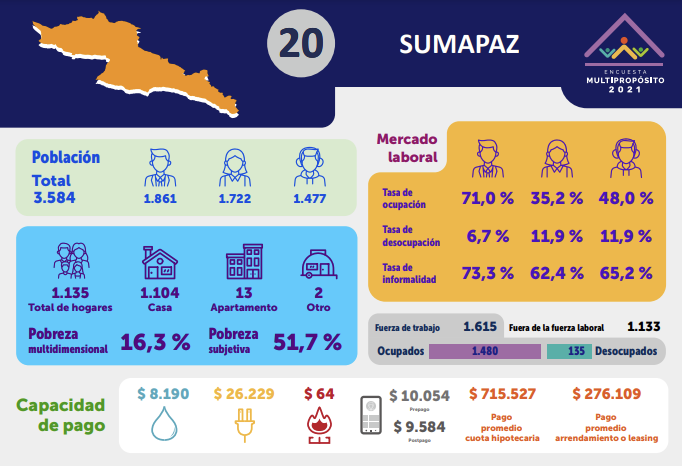 20
SUMAPAZ
ENCUESTA
MULTIPROPÓSITO
2021
Población
Total
3.584
1.861
1.722
1.477
Mercado
laboral
Tasa de
ocupación
71,0 %
35,2 %
48,0 %
Tasa de
desocupación
6,7 %
11,9 %
11,9 %
Tasa de
informalidad
73,3 %
62,4 %
65,2 %
1.135
Total de hogares
1.104
Casa
13
Apartamento
2
Otro
Pobreza
multidimensional
16,3 %
Pobreza
subjetiva
51,7 %
Fuerza de trabajo 1.615
Fuera de la fuerza laboral 1.133
Ocupados 1.480 135 Desocupados
Capacidad
de pago
$ 8.190
$ 26.229
$ 64
$ 10.054
Prepago
$ 9.584
Postpago
$ 715.527
Pago
promedio
cuota hipotecaria
$ 276.109
Pago
promedio
arrendamiento o leasing